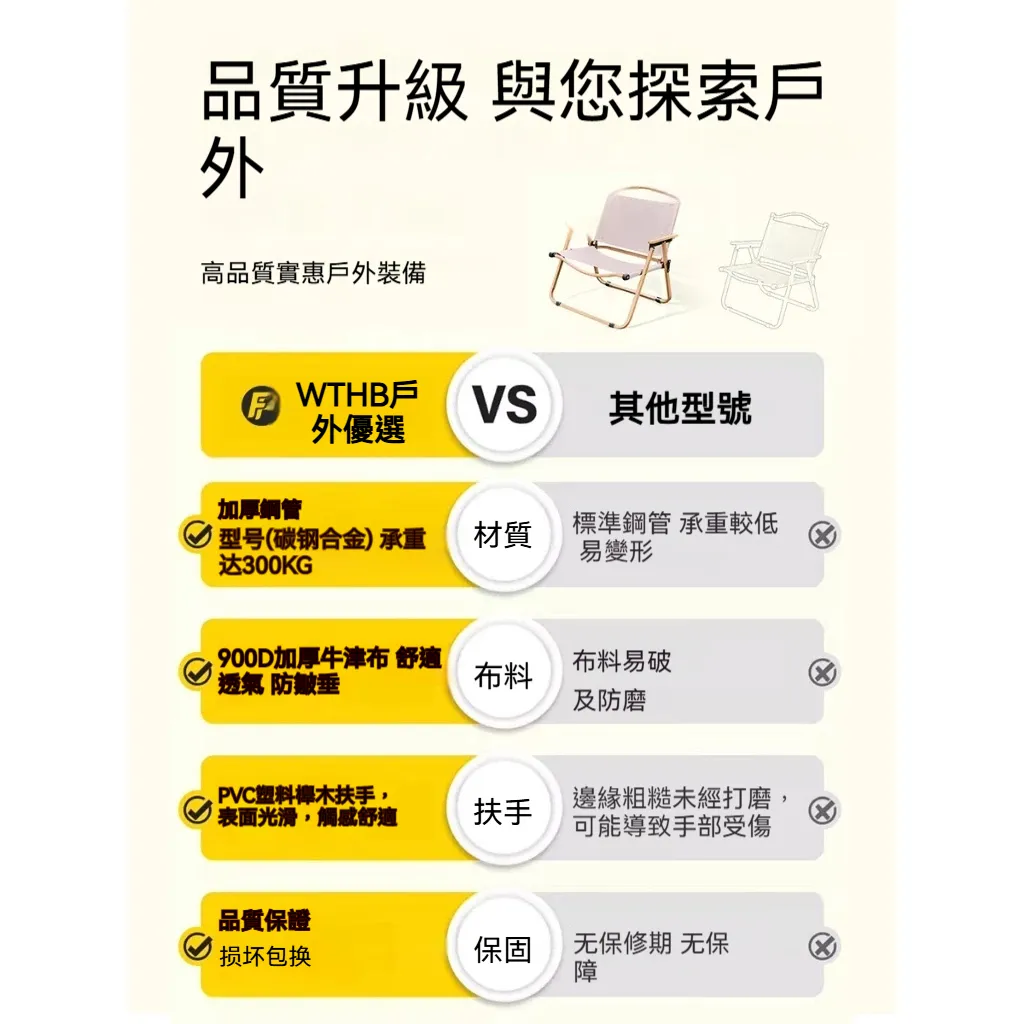 品質升級 與您探索戶
外
高品質實惠戶外裝備
WTHB戶
外優選
VS
其他型號
加厚鋼管
型号(碳钢合金) 承重
达300KG
材質
標準鋼管 承重較低
易變形
900D加厚牛津布 舒適
透氣 防皺垂
布料
布料易破
及防磨
PVC塑料櫸木扶手，
表面光滑，觸感舒適
扶手
邊緣粗糙未經打磨，
可能導致手部受傷
品質保證
损坏包换
保固
无保修期 无保
障